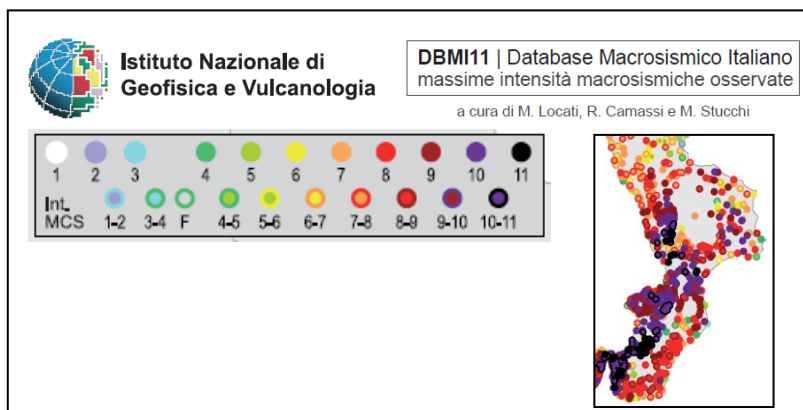 Istituto Nazionale di
Geofisica e Vulcanologia
DBMI11 | Database Macrosismico Italiano
massime intensità macrosismiche osservate
a cura di M. Locati, R. Camassi e M. Stucchi
1 2 3 4 5 6 7 8 9 10 11
Int.
MCS 1-2 3-4 F 4-5 5-6 6-7 7-8 8-9 9-10 10-11